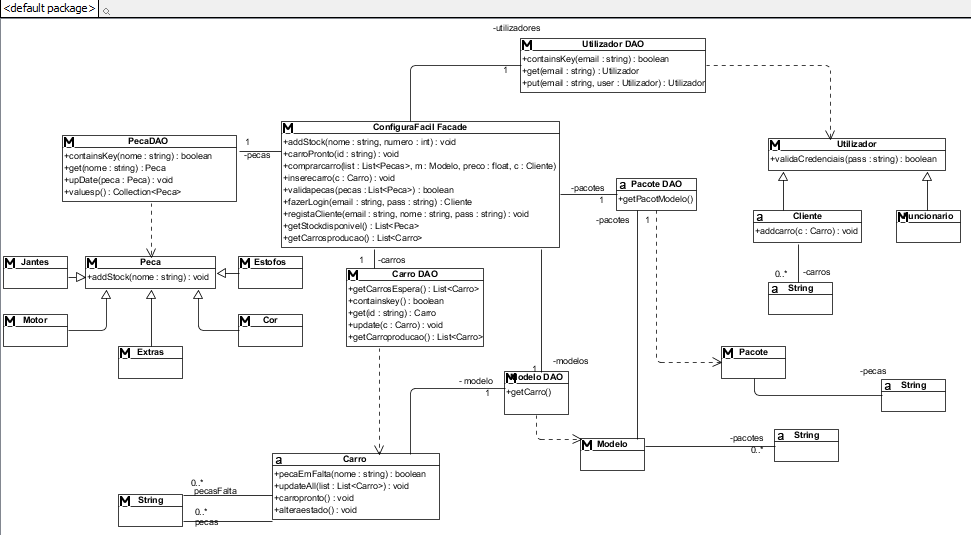 <default package>
-utilizadores
1
M
Utilizador DAO
+containsKey(email : string) : boolean
+get(email : string) : Utilizador
+put(email : string, user : Utilizador) : Utilizador
M
PecaDAO
+containsKey(nome : string) : boolean
+get(nome : string) : Peca
+upDate(peca : Peca) : void
+valuesp() : Collection<Peca>
1
-pecas
M
ConfiguraFacil Facade
+addStock(nome : string, numero : int) : void
+carroPronto(id : string) : void
+comprarcarro(list : List<Pecas>, m : Modelo, preco : float, c : Cliente)
+inserecarro(c : Carro) : void
+validapecas(pecas : List<Peca>) : boolean
+fazerLogin(email : string, pass : string) : Cliente
+registaCliente(email : string, nome : string, pass : string) : void
+getStockdisponivel() : List<Peca>
+getCarrosproducao() : List<Carro>
M
Utilizador
+validaCredenciais(pass : string) : boolean
-pacotes
1
a
Pacote DAO
+getPacotModelo()
-pacotes
1
a
Cliente
+addcarro(c : Carro) : void
M
uncionario
0..*
-carros
a
String
M
Jantes
M
Peca
+addStock(nome : string) : void
M
Estofos
M
Motor
M
Extras
M
Cor
1
-carros
M
Carro DAO
+getCarrosEspera() : List<Carro>
+containskey() : boolean
+get(id : string) : Carro
+update(c : Carro) : void
+getCarroproducao() : List<Carro>
-modelos
1
M
odelo DAO
+getCarro()
- modelo
1
M
Pacote
-pecas
a
String
M
Modelo
-pacotes
0..*
a
String
a
Carro
+pecaEmFalta(nome : string) : boolean
+updateAll(list : List<Carro>) : void
+carropronto() : void
+alteraestado() : void
M
String
0..*
pecasFalta
0..*
pecas